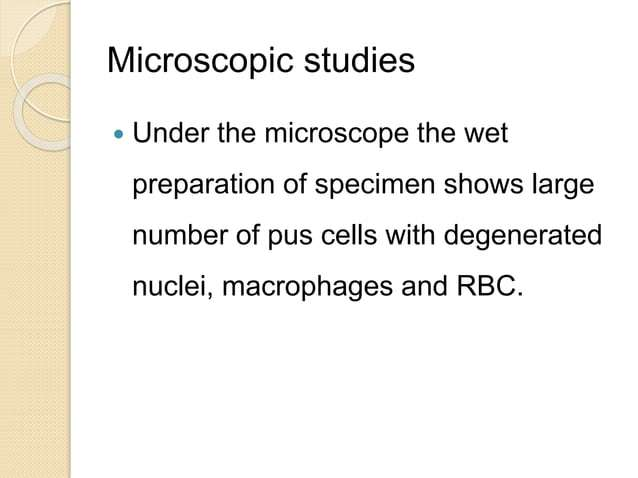 Microscopic studies
• Under the microscope the wet
preparation of specimen shows large
number of pus cells with degenerated
nuclei, macrophages and RBC.